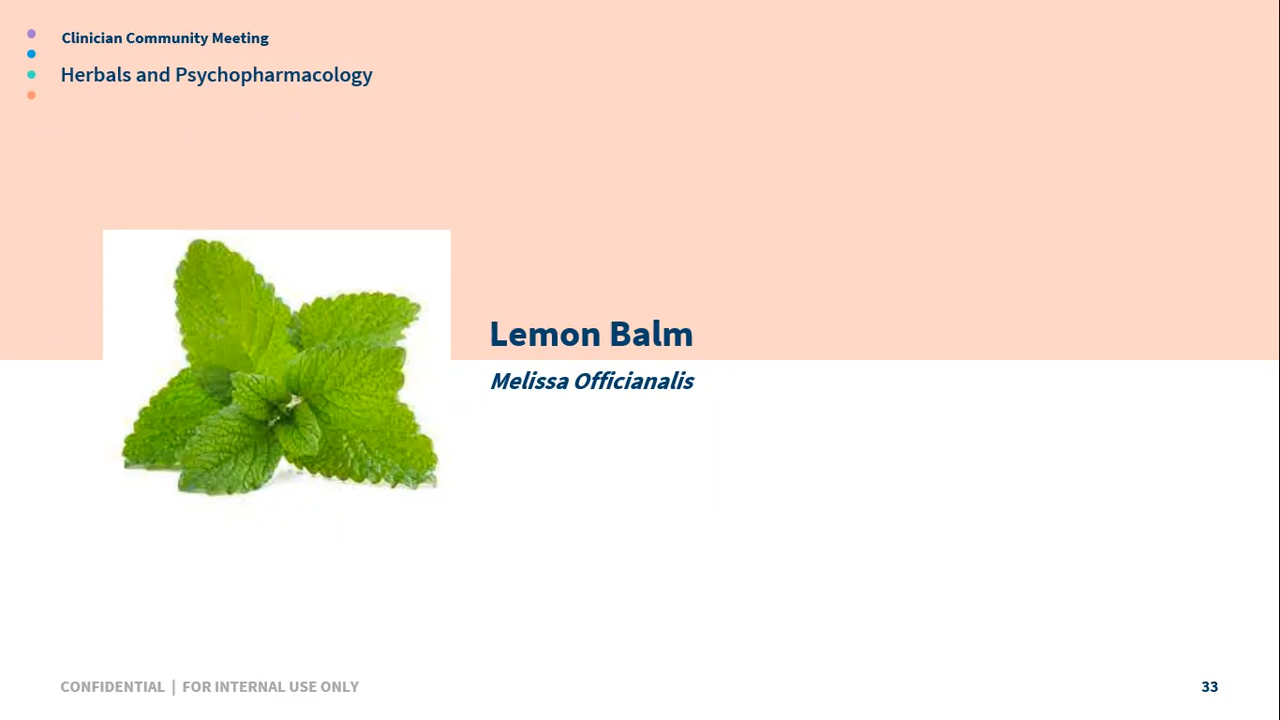 Clinician Community Meeting
Herbals and Psychopharmacology
Lemon Balm
Melissa Officianalis
CONFIDENTIAL | FOR INTERNAL USE ONLY
33